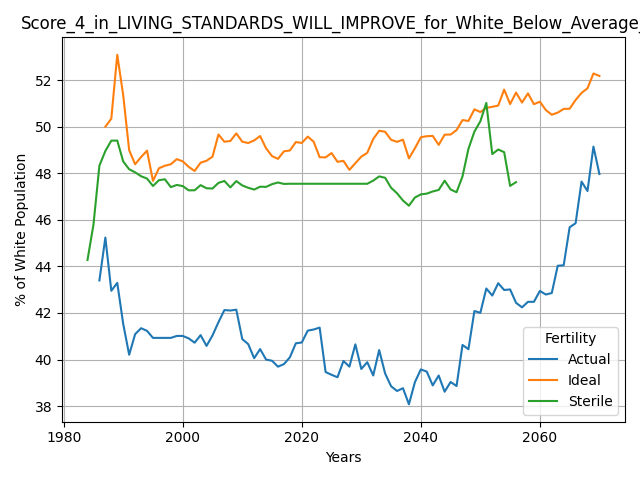 Score_4_in_LIVING_STANDARDS_WILL_IMPROVE_for_White_Below_Average_
% of White Population
52
50
48
46
44
42
40
38
1980
2000
2020
2040
2060
Years
Fertility
Actual
Ideal
Sterile